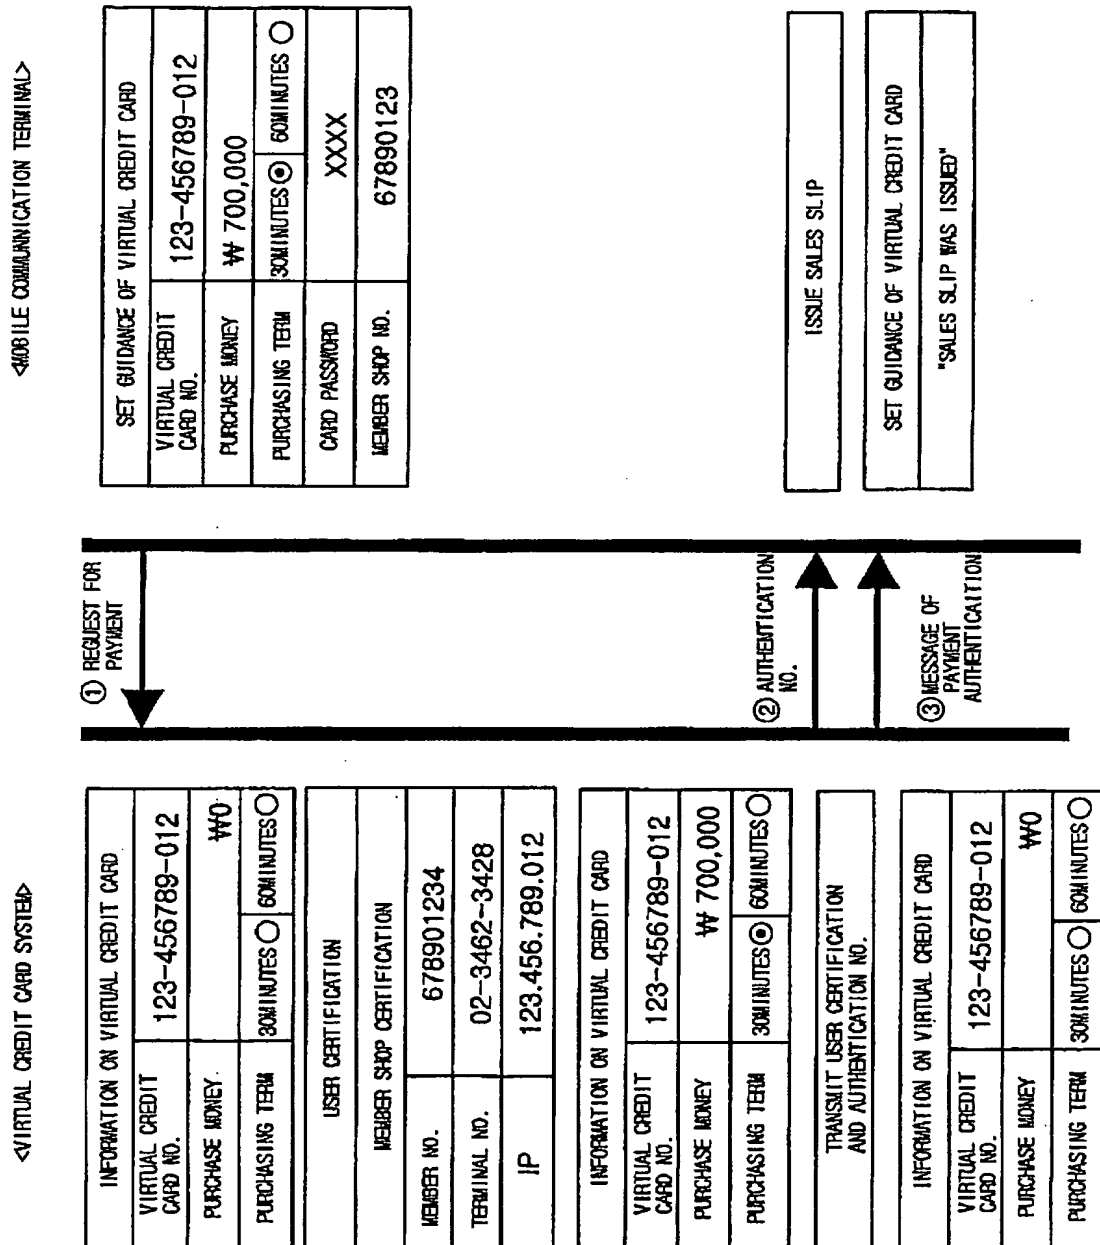 <VIRTUAL CREDIT CARD SYSTEM>
INFORMATION ON VIRTUAL CREDIT CARD
VIRTUAL CREDIT
CARD NO.
123-456789-012
PURCHASE MONEY
₩0
PURCHASING TERM
30MINUTES
60MINUTES
USER CERTIFICATION
MEMBER SHOP CERTIFICATION
MEMBER NO.
678901234
TERMINAL NO.
02-3462-3428
IP
123.456.789.012
INFORMATION ON VIRTUAL CREDIT CARD
VIRTUAL CREDIT
CARD NO.
123-456789-012
PURCHASE MONEY
₩ 700,000
PURCHASING TERM
30MINUTES
60MINUTES
TRANSMIT USER CERTIFICATION
AND AUTHENTICATION NO.
INFORMATION ON VIRTUAL CREDIT CARD
VIRTUAL CREDIT
CARD NO.
123-456789-012
PURCHASE MONEY
₩0
PURCHASING TERM
30MINUTES
60MINUTES
① REGUEST FOR
PAYMENT
② AUTHENTICATION
NO.
③ MESSAGE OF
PAYMENT
AUTHENTICAITION
<MOBILE COMMUNNICATION TERMINAL>
SET GUIDANCE OF VIRTUAL CREDIT CARD
VIRTUAL CREDIT
CARD NO.
123-456789-012
PURCHASE MONEY
₩ 700,000
PURCHASING TERM
30MINUTES
60MINUTES
CARD PASSWORD
XXXX
MEMBER SHOP NO.
67890123
ISSUE SALES SLIP
SET GUIDANCE OF VIRTUAL CREDIT CARD
"SALES SLIP WAS ISSUED"